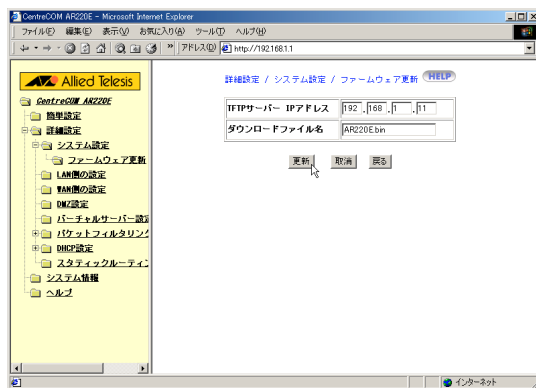 CentreCOM AR220E - Microsoft Internet Explorer
ファイル(F) 編集(E) 表示(V) お気に入り(A) ツール(T) ヘルプ(H)
アドレス(D) http://192.168.1.1
Allied Telesis
CentreCOM AR220E
簡単設定
詳細設定
システム設定
ファームウェア更新
LAN側の設定
WAN側の設定
DMZ設定
バーチャルサーバー設定
パケットフィルタリング
DHCP設定
スタティックルーティ
システム情報
ヘルプ
詳細設定 / システム設定 / ファームウェア更新 HELP
TFTPサーバー IPアドレス 192 . 168 . 1 . 11
ダウンロードファイル名 AR220E.bin
更新 取消 戻る
インターネット